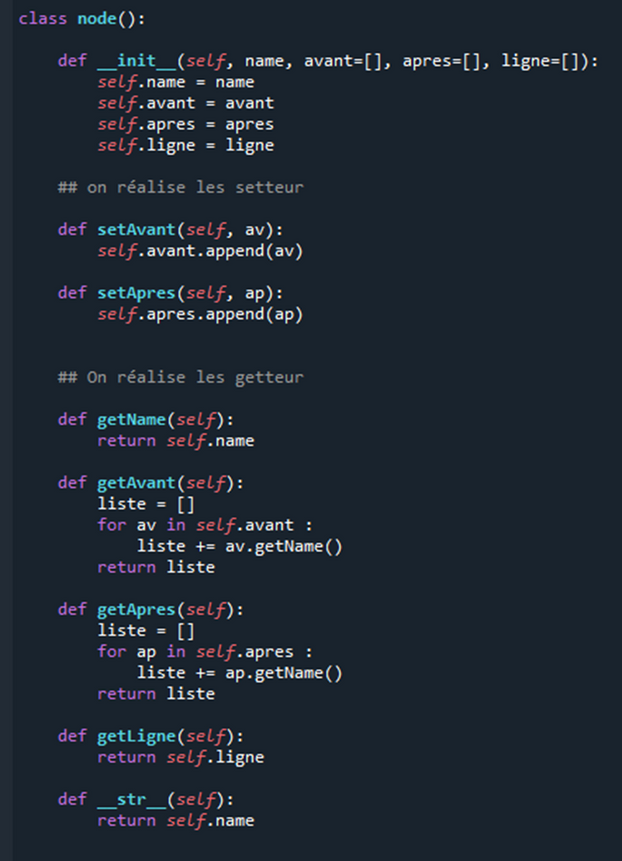 class node():
def __init__(self, name, avant=[], apres=[], ligne=[]):
self.name = name
self.avant = avant
self.apres = apres
self.ligne = ligne
## on réalise les setteur
def setAvant(self, av):
self.avant.append(av)
def setApres(self, ap):
self.apres.append(ap)
## On réalise les getteur
def getName(self):
return self.name
def getAvant(self):
liste = []
for av in self.avant :
liste += av.getName()
return liste
def getApres(self):
liste = []
for ap in self.apres :
liste += ap.getName()
return liste
def getLigne(self):
return self.ligne
def __str__(self):
return self.name